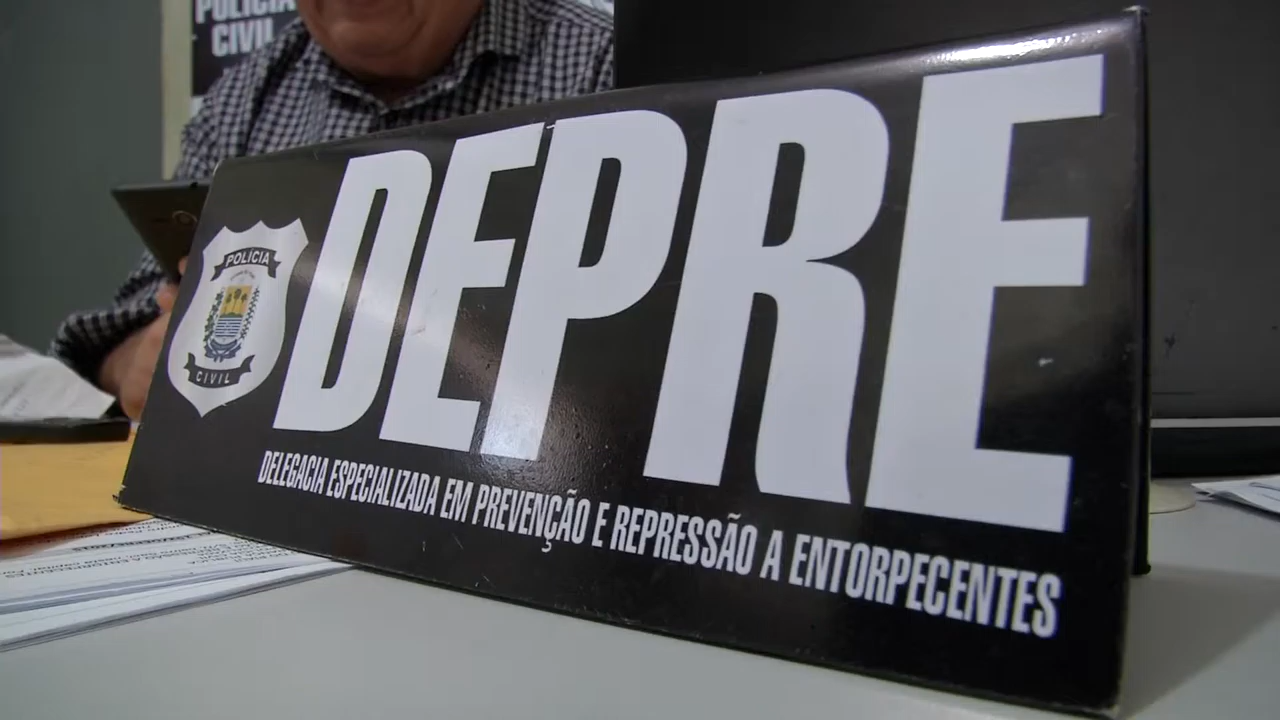 POLÍCIA
CIVIL
DEPRE
POLÍCIA
CIVIL
DELEGACIA ESPECIALIZADA EM PREVENÇÃO E REPRESSÃO A ENTORPECENTES